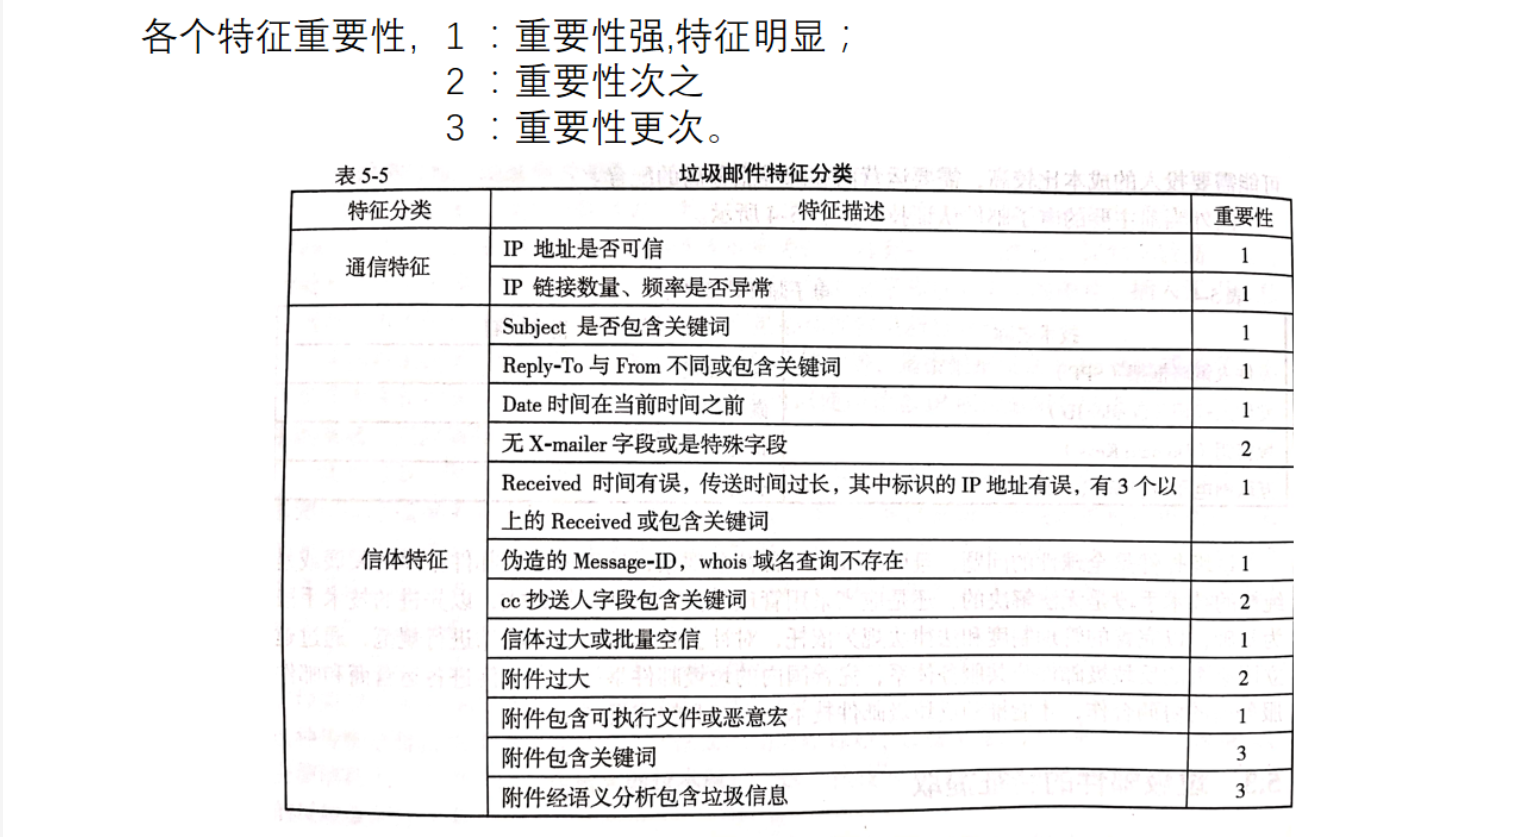 各个特征重要性，1 ：重要性强,特征明显；
2 ：重要性次之
3 ：重要性更次。
表 5-5 垃圾邮件特征分类
特征分类 特征描述 重要性
通信特征
IP 地址是否可信 1
IP 链接数量、频率是否异常 1
信体特征
Subject 是否包含关键词 1
Reply-To 与 From 不同或包含关键词 1
Date 时间在当前时间之前 1
无 X-mailer 字段或是特殊字段 2
Received 时间有误，传送时间过长，其中标识的 IP 地址有误，有 3 个以 1
上的 Received 或包含关键词
伪造的 Message-ID，whois 域名查询不存在 1
cc 抄送人字段包含关键词 2
信体过大或批量空信 1
附件过大 2
附件包含可执行文件或恶意宏 1
附件包含关键词 3
附件经语义分析包含垃圾信息 3